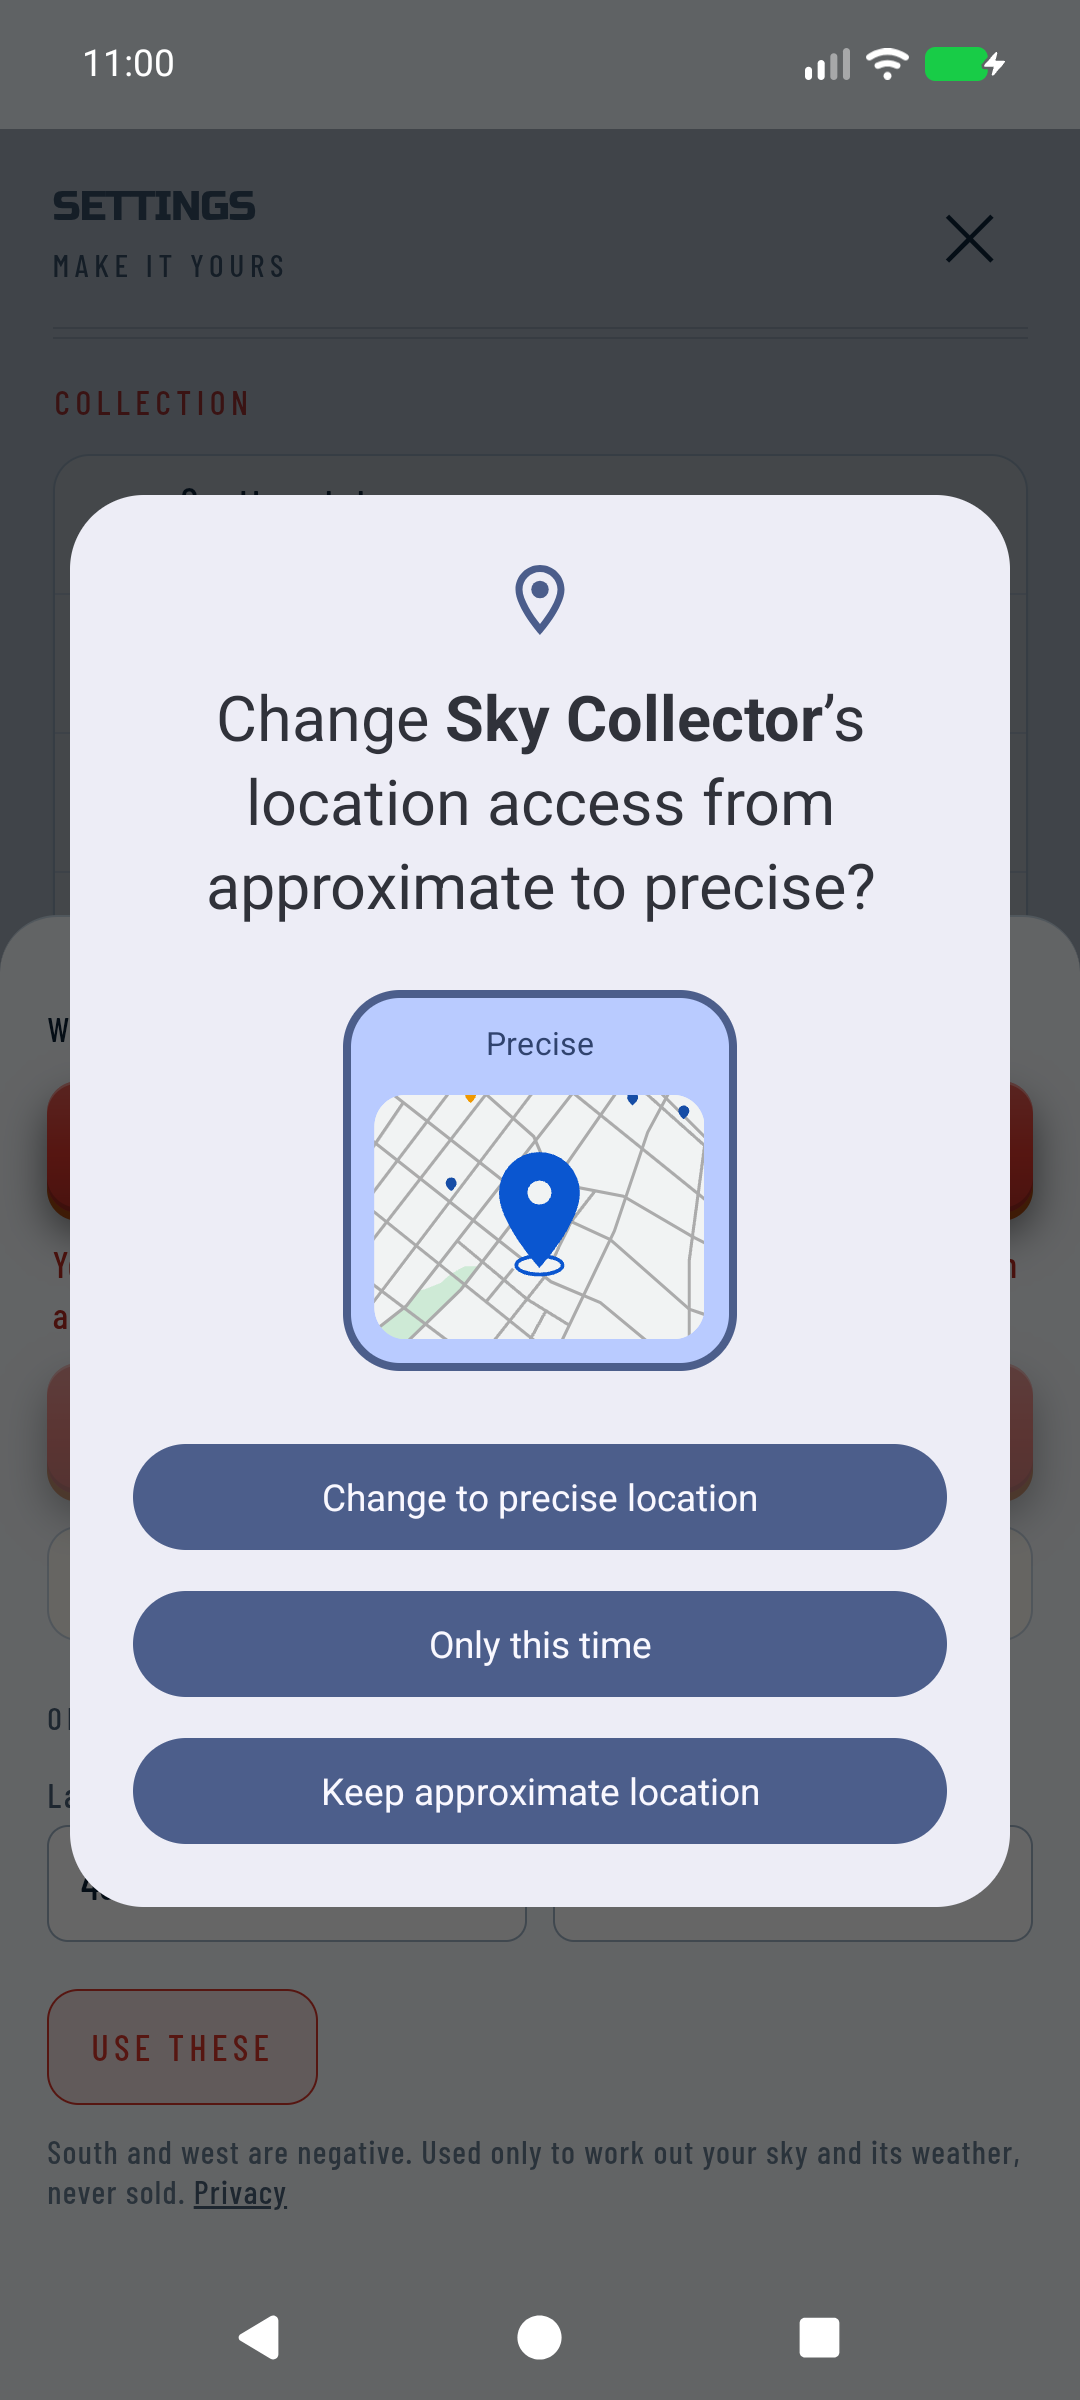 11:00
SETTINGS
MAKE IT YOURS
COLLECTION
Change Sky Collector’s
location access from
approximate to precise?
Precise
Change to precise location
Only this time
Keep approximate location
USE THESE
South and west are negative. Used only to work out your sky and its weather,
never sold. Privacy